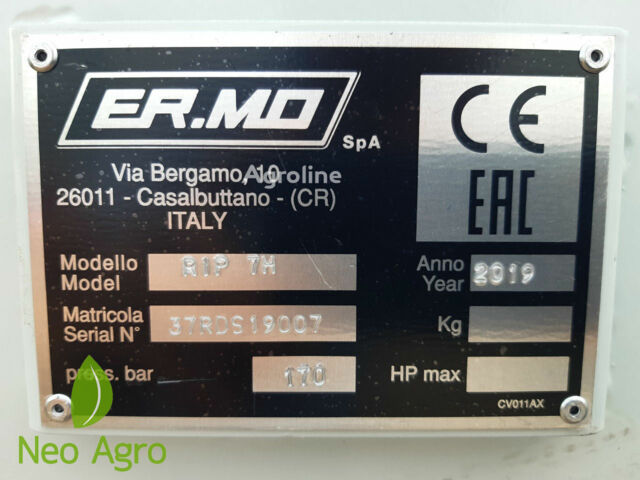 ER.MO
SpA
CE
EAC
Via Bergamo, 10
Agroline
26011 - Casalbuttano - (CR)
ITALY
Modello
Model
RIP 7H
Anno
Year
2019
Matricola
Serial N°
37RDS19007
Kg
press. bar
170
HP max
CV011AX
Neo Agro